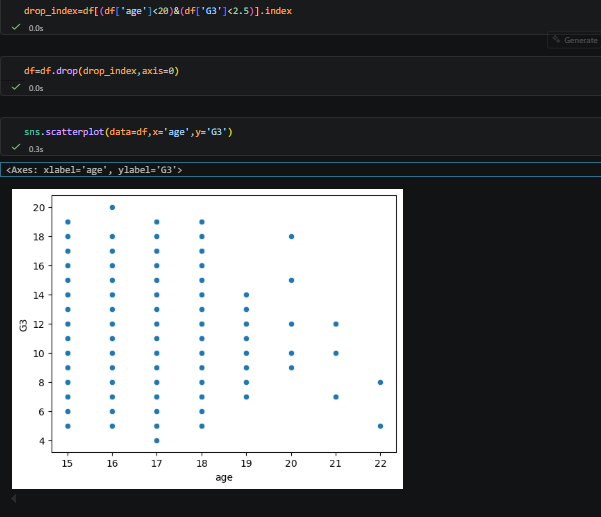 drop_index=df[(df['age']<20)&(df['G3']<2.5)].index
0.0s
Generate
df=df.drop(drop_index,axis=0)
0.0s
sns.scatterplot(data=df,x='age',y='G3')
0.3s
<Axes: xlabel='age', ylabel='G3'>
20
18
16
14
12
10
8
6
4
G3
15 16 17 18 19 20 21 22
age